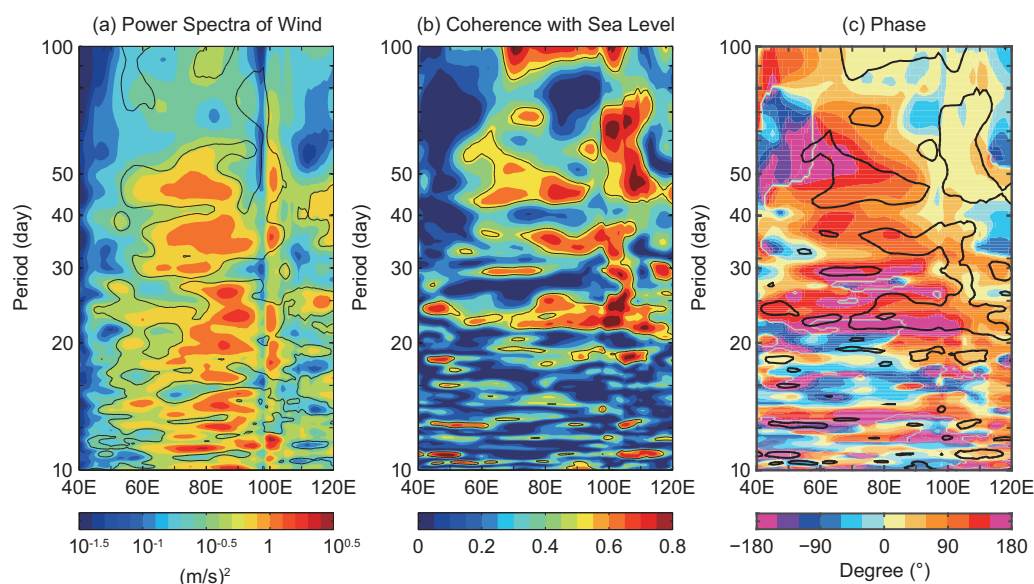 (a) Power Spectra of Wind
(b) Coherence with Sea Level
(c) Phase
Period (day)
100
50
40
30
20
10
40E 60E 80E 100E 120E
10^-1.5 10^-1 10^-0.5 1 10^0.5
(m/s)^2
Period (day)
100
50
40
30
20
10
40E 60E 80E 100E 120E
0 0.2 0.4 0.6 0.8
Period (day)
100
50
40
30
20
10
40E 60E 80E 100E 120E
−180 −90 0 90 180
Degree (°)